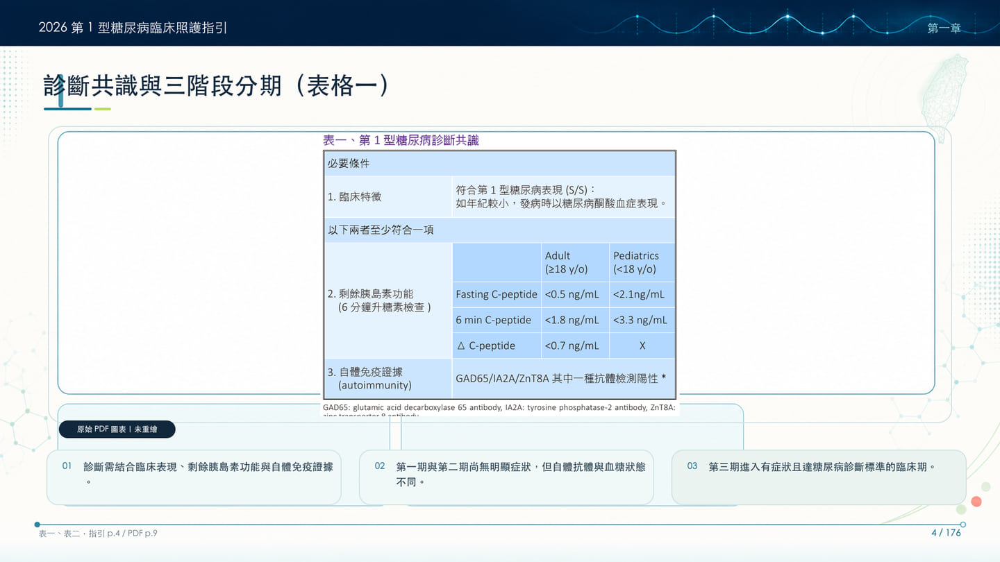 2026 第 1 型糖尿病臨床照護指引
第一章
診斷共識與三階段分期（表格一）
表一、第 1 型糖尿病診斷共識
必要條件
1. 臨床特徵
符合第 1 型糖尿病表現 (S/S)：
如年紀較小，發病時以糖尿病酮酸血症表現。
以下兩者至少符合一項
2. 剩餘胰島素功能
(6 分鐘升糖素檢查 )
Adult
(≥18 y/o)
Pediatrics
(<18 y/o)
Fasting C-peptide
<0.5 ng/mL
<2.1ng/mL
6 min C-peptide
<1.8 ng/mL
<3.3 ng/mL
△ C-peptide
<0.7 ng/mL
X
3. 自體免疫證據
(autoimmunity)
GAD65/IA2A/ZnT8A 其中一種抗體檢測陽性 *
GAD65: glutamic acid decarboxylase 65 antibody, IA2A: tyrosine phosphatase-2 antibody, ZnT8A:
zinc transporter 8 antibody
原始 PDF 圖表｜未重繪
01 診斷需結合臨床表現、剩餘胰島素功能與自體免疫證據
。
02 第一期與第二期尚無明顯症狀，但自體抗體與血糖狀態
不同。
03 第三期進入有症狀且達糖尿病診斷標準的臨床期。
表一、表二，指引 p.4 / PDF p.9
4 / 176